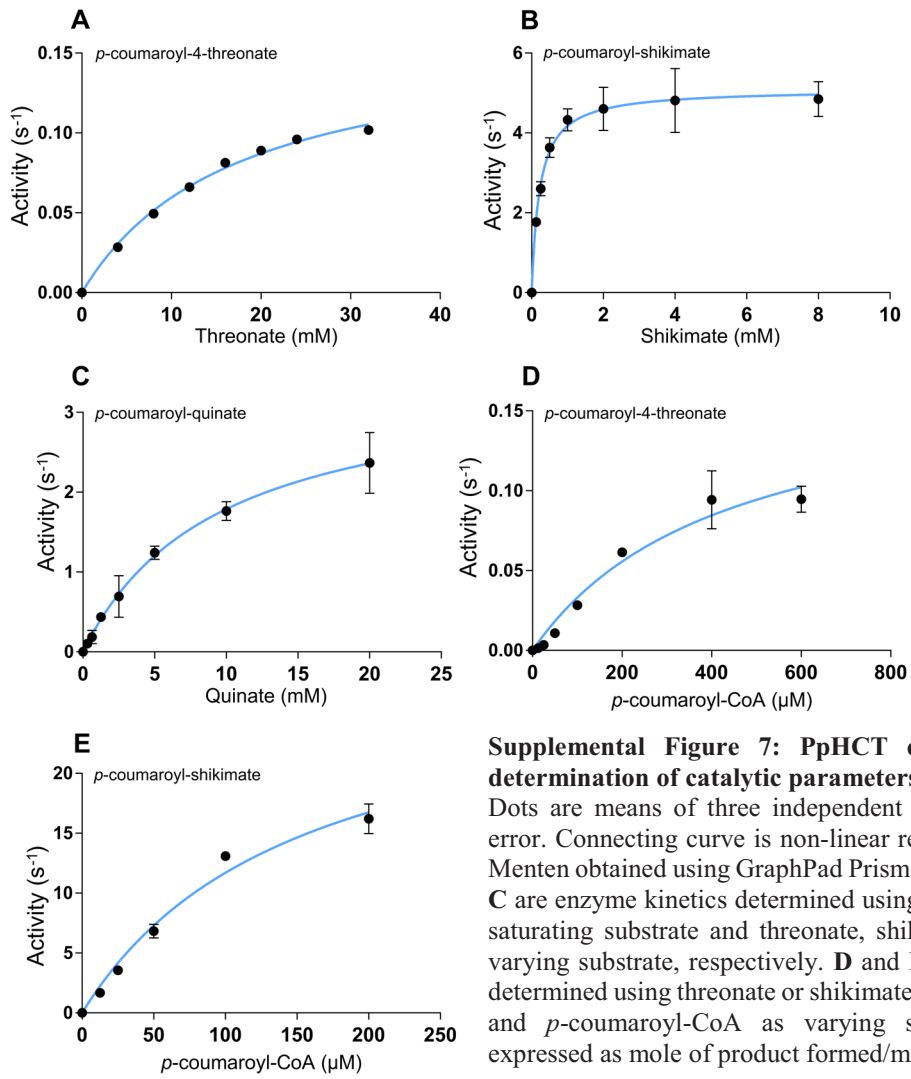 A
p-coumaroyl-4-threonate
Activity (s⁻¹)
0.15
0.10
0.05
0.00
0 10 20 30 40
Threonate (mM)
B
p-coumaroyl-shikimate
Activity (s⁻¹)
6
4
2
0
0 2 4 6 8 10
Shikimate (mM)
C
p-coumaroyl-quinate
Activity (s⁻¹)
3
2
1
0
0 5 10 15 20 25
Quinate (mM)
D
p-coumaroyl-4-threonate
Activity (s⁻¹)
0.15
0.10
0.05
0.00
0 200 400 600 800
p-coumaroyl-CoA (µM)
E
p-coumaroyl-shikimate
Activity (s⁻¹)
20
15
10
5
0
0 50 100 150 200 250
p-coumaroyl-CoA (µM)
Supplemental Figure 7: PpHCT
determination of catalytic parameters
Dots are means of three independent
error. Connecting curve is non-linear
Menten obtained using GraphPad Prism
C are enzyme kinetics determined using
saturating substrate and threonate,
varying substrate, respectively. D and
determined using threonate or shikimate
and p-coumaroyl-CoA as varying
expressed as mole of product